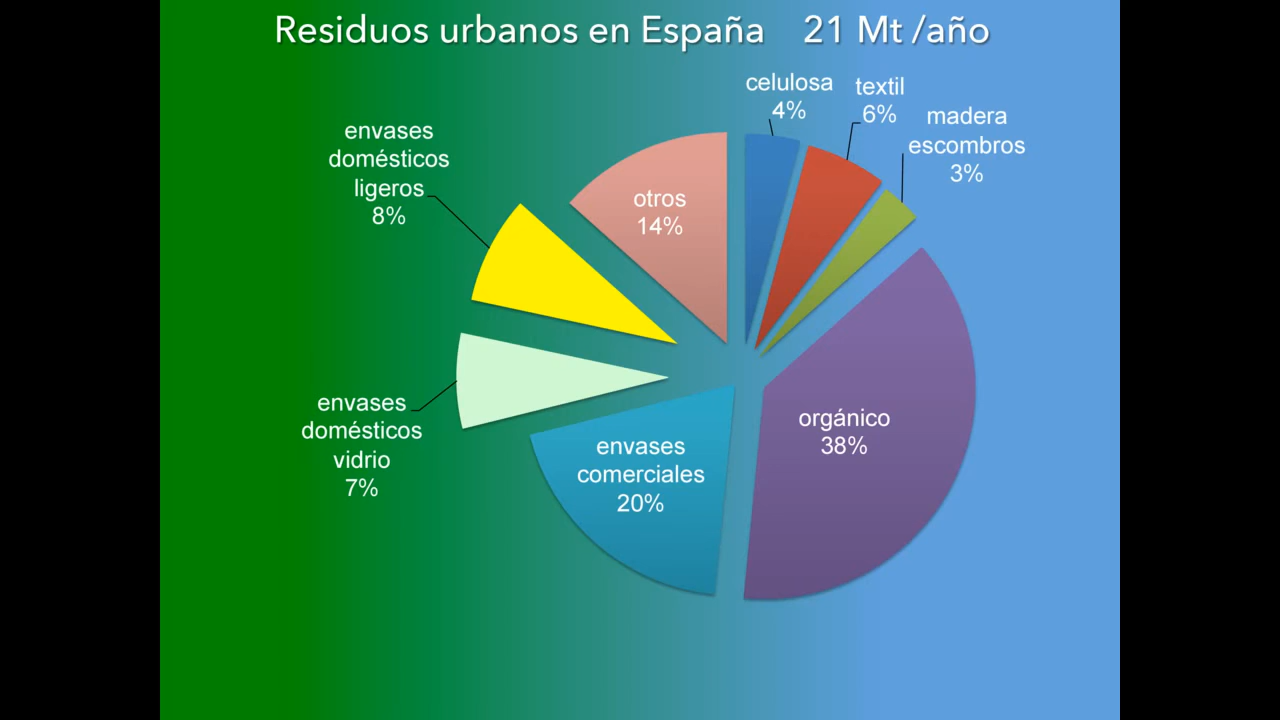 Residuos urbanos en España 21 Mt /año
celulosa
4%
textil
6%
madera
escombros
3%
envases
domésticos
ligeros
8%
otros
14%
orgánico
38%
envases
domésticos
vidrio
7%
envases
comerciales
20%